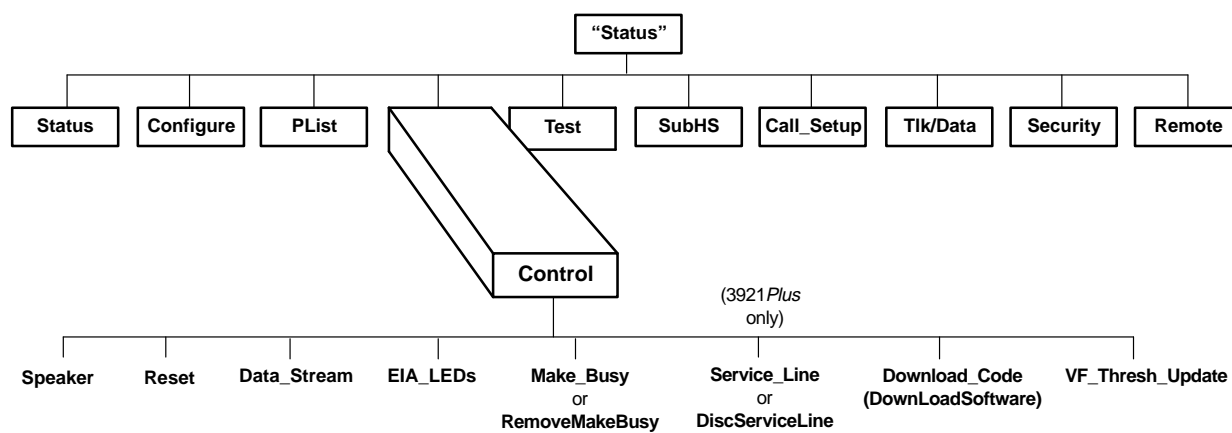 “Status”
Status
Configure
PList
Test
SubHS
Call_Setup
Tlk/Data
Security
Remote
Control
(3921Plus
only)
Speaker
Reset
Data_Stream
EIA_LEDs
Make_Busy
or
RemoveMakeBusy
Service_Line
or
DiscServiceLine
Download_Code
(DownLoadSoftware)
VF_Thresh_Update